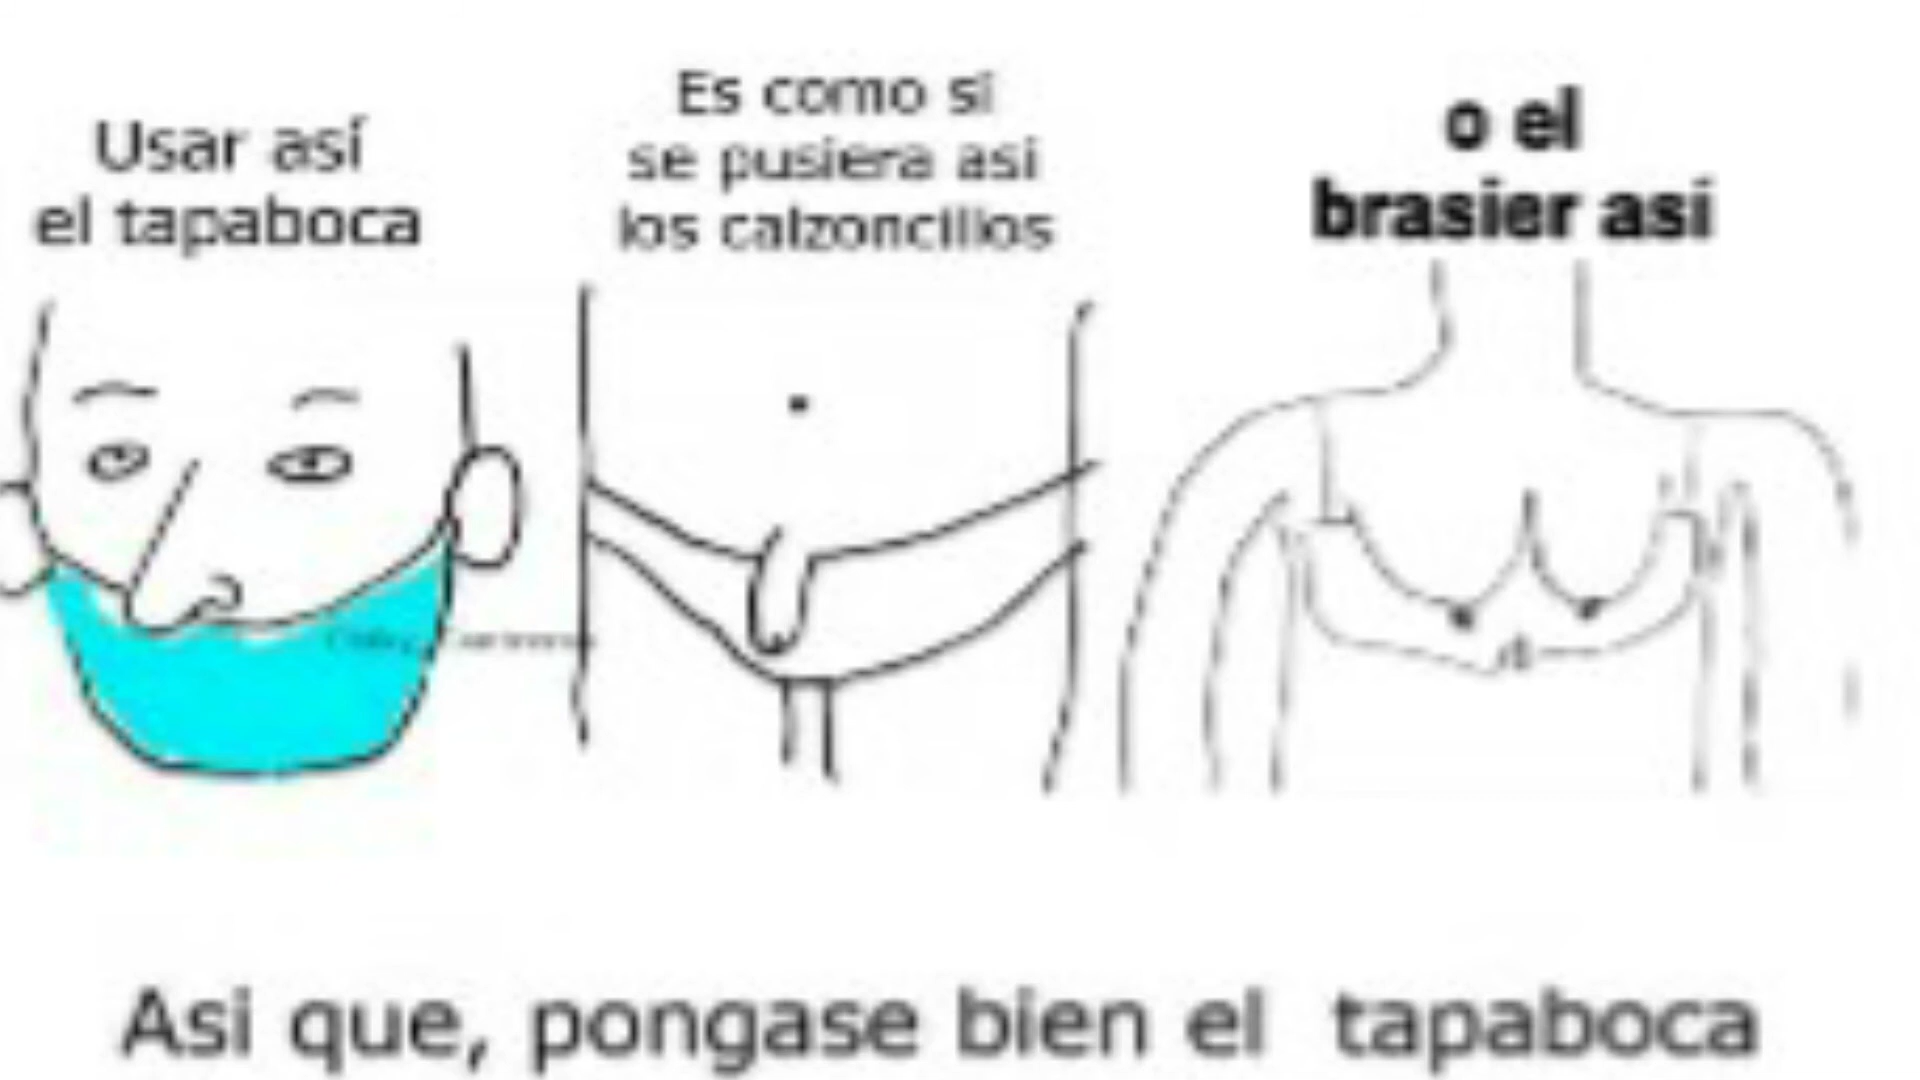 Usar así
el tapaboca
Es como si
se pusiera asi
los calzoncillos
o el
brasier así
Asi que, pongase bien el tapaboca